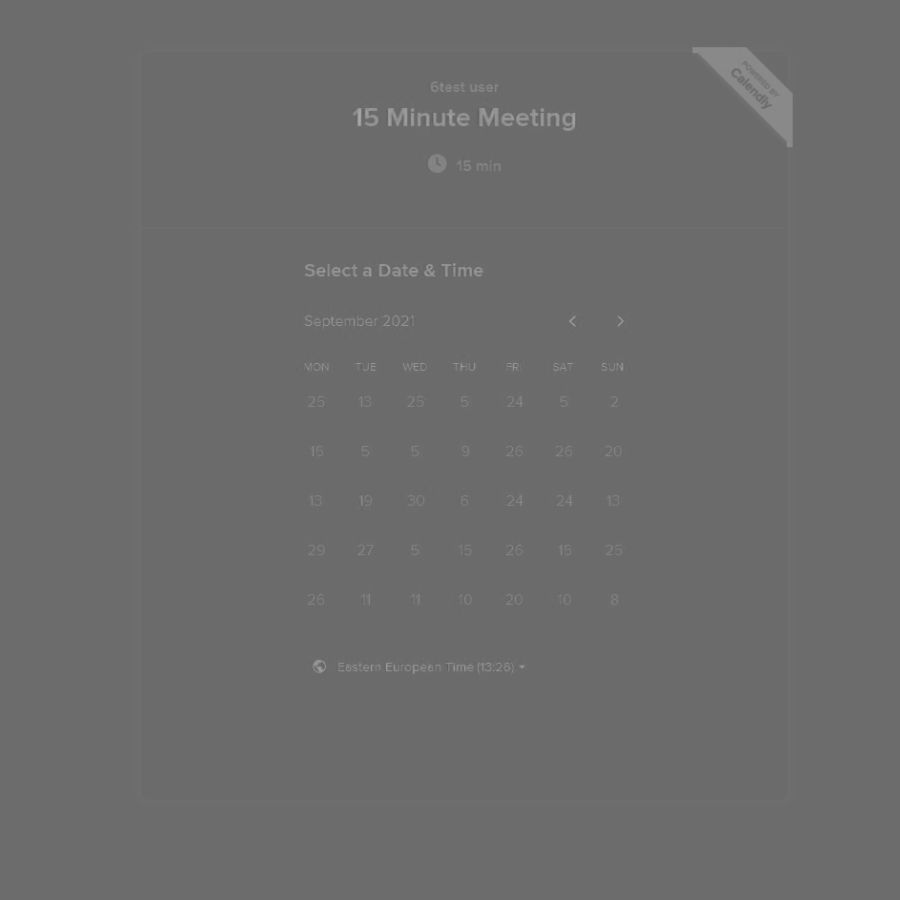 POWERED BY
Calendly
6test user
15 Minute Meeting
15 min
Select a Date & Time
September 2021
MON TUE WED THU FRI SAT SUN
25 13 25 5 24 5 2
15 5 5 9 26 26 20
13 19 30 6 24 24 13
29 27 5 15 26 15 25
26 11 11 10 20 10 8
Eastern European Time (13:26)